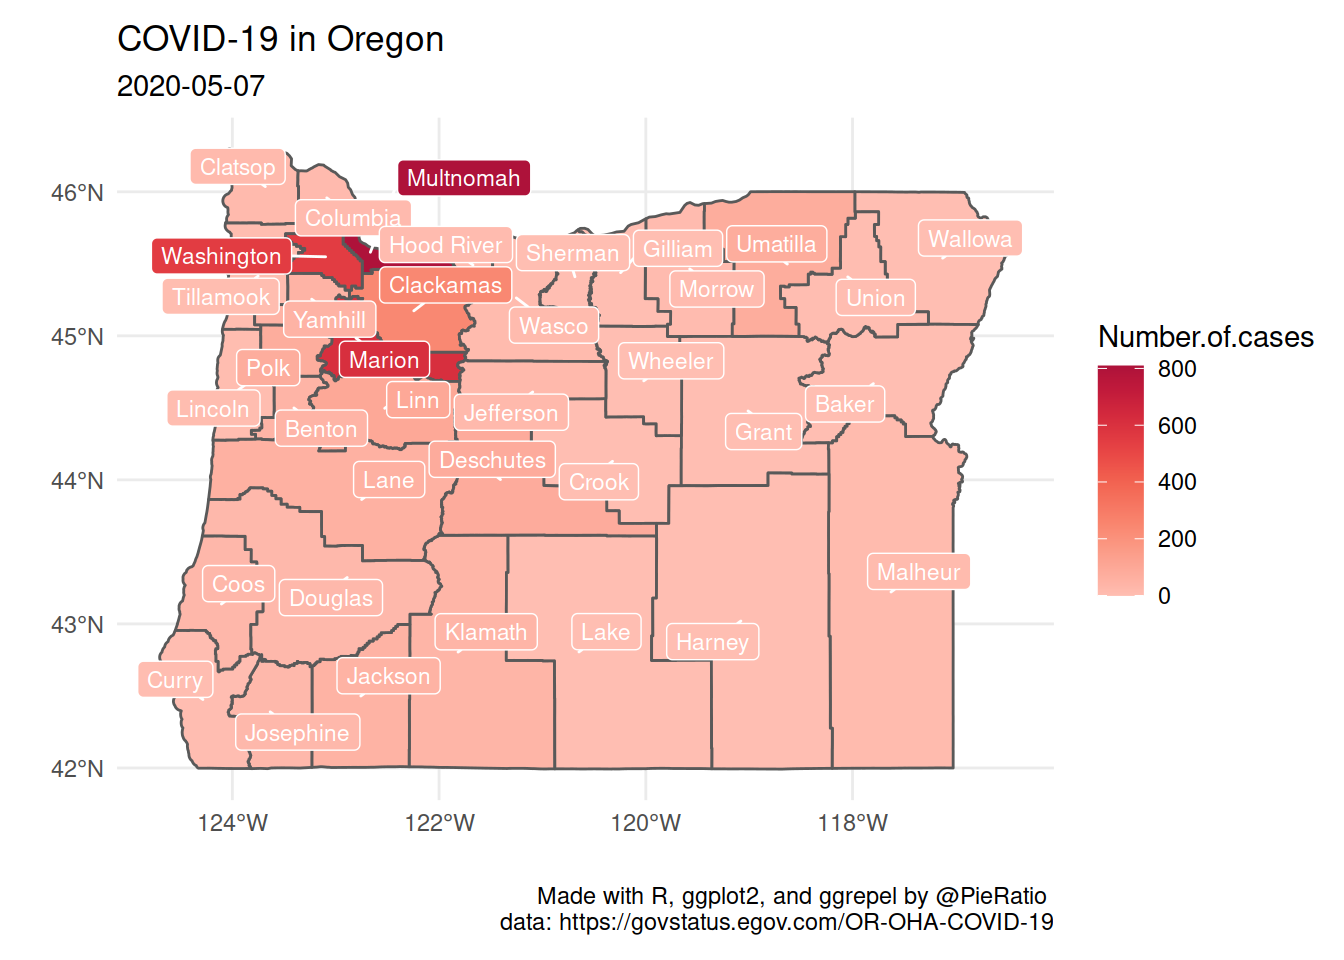 COVID-19 in Oregon
2020-05-07
46°N
45°N
44°N
43°N
42°N
124°W
122°W
120°W
118°W
Clatsop
Multnomah
Columbia
Washington
Hood River
Sherman
Gilliam
Umatilla
Wallowa
Tillamook
Clackamas
Morrow
Union
Yamhill
Wasco
Marion
Polk
Wheeler
Lincoln
Linn
Jefferson
Baker
Benton
Grant
Deschutes
Lane
Crook
Coos
Douglas
Malheur
Klamath
Lake
Harney
Curry
Jackson
Josephine
Number.of.cases
800
600
400
200
0
Made with R, ggplot2, and ggrepel by @PieRatio
data: https://govstatus.egov.com/OR-OHA-COVID-19